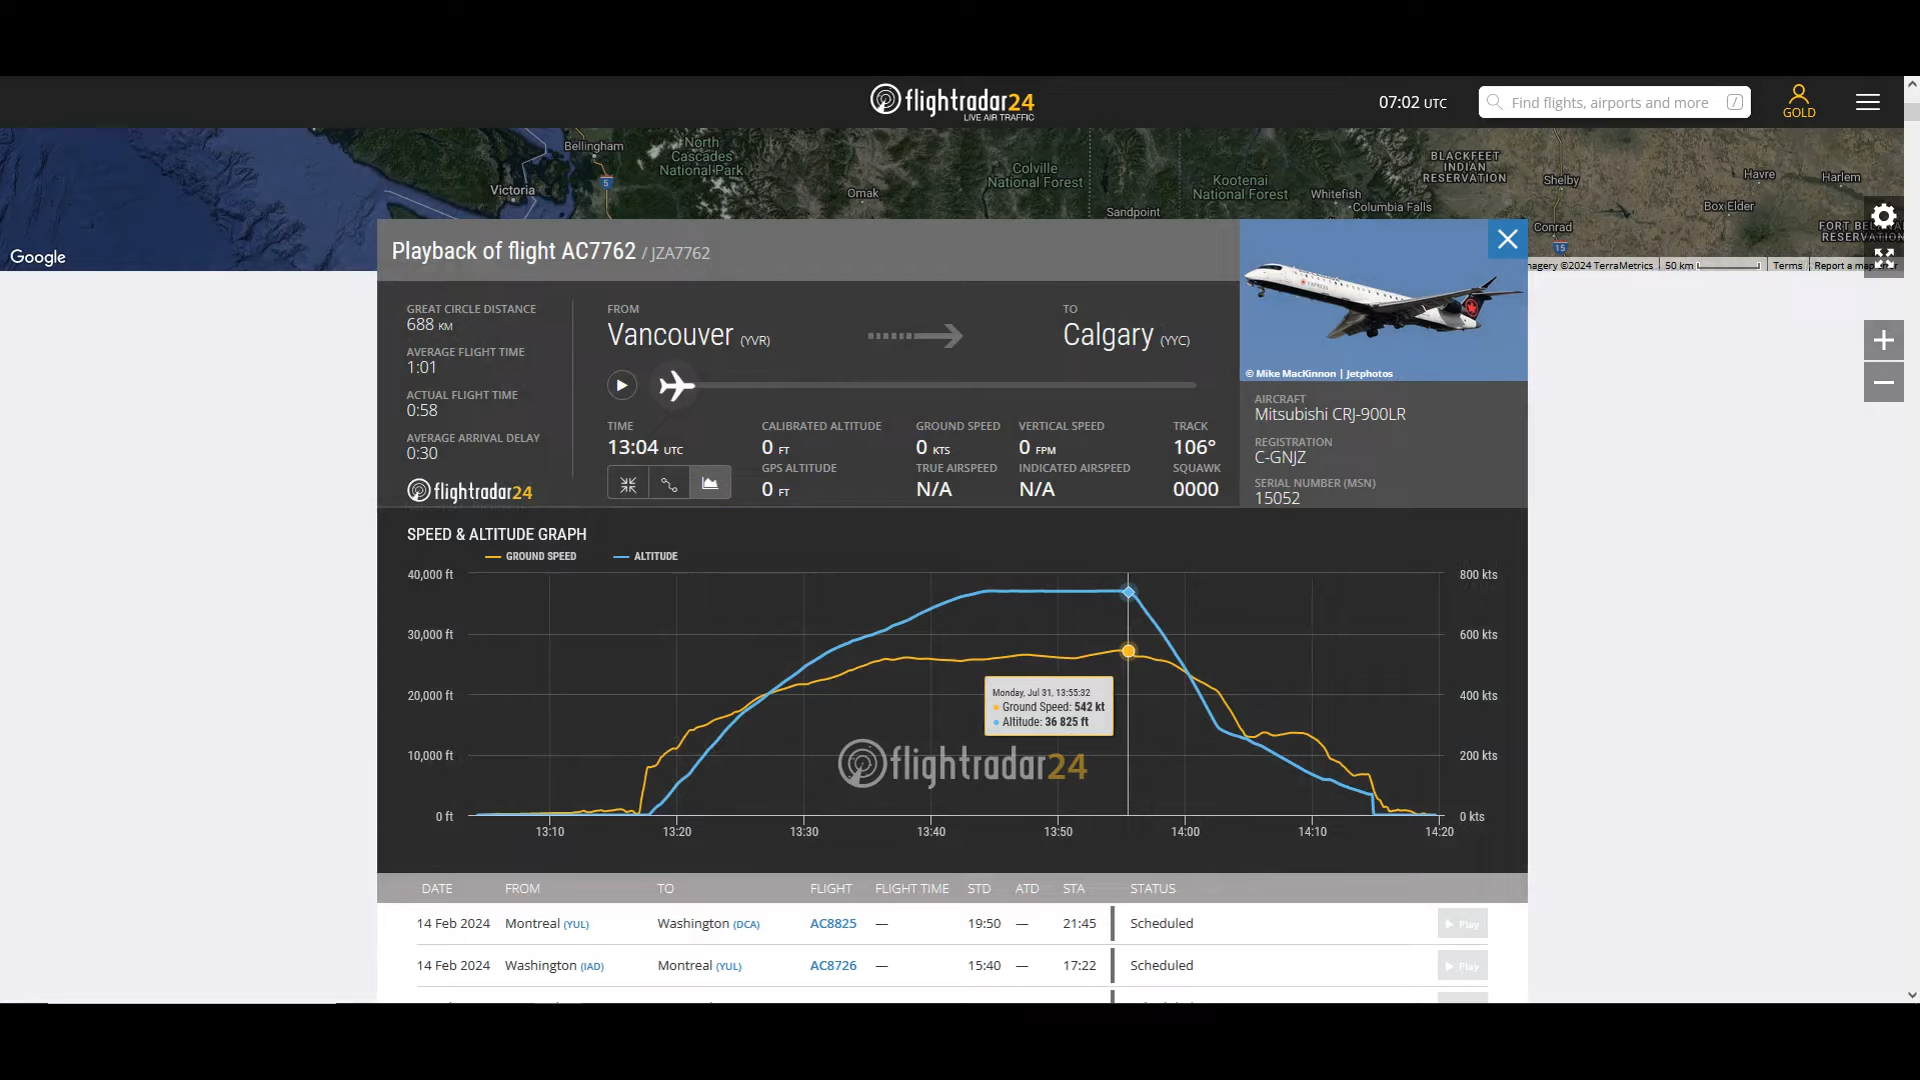 flightradar24
LIVE AIR TRAFFIC
07:02 UTC
Find flights, airports and more
/
GOLD
Bellingham
North
Cascades
National Park
Victoria
5
Omak
Colville
National Forest
Sandpoint
Kootenai
National Forest
Whitefish
Columbia Falls
BLACKFEET
INDIAN
RESERVATION
Shelby
Conrad
15
Havre
Harlem
Box Elder
RESERVATION
Google
©2024 TerraMetrics
50 km
Terms
Playback of flight AC7762 / JZA7762
GREAT CIRCLE DISTANCE
688 KM
AVERAGE FLIGHT TIME
1:01
ACTUAL FLIGHT TIME
0:58
AVERAGE ARRIVAL DELAY
0:30
flightradar24
FROM
Vancouver (YVR)
TO
Calgary (YYC)
TIME
13:04 UTC
CALIBRATED ALTITUDE
0 FT
GPS ALTITUDE
0 FT
GROUND SPEED
0 KTS
TRUE AIRSPEED
N/A
VERTICAL SPEED
0 FPM
INDICATED AIRSPEED
N/A
TRACK
106°
SQUAWK
0000
EXPRESS
© Mike MacKinnon | Jetphotos
AIRCRAFT
Mitsubishi CRJ-900LR
REGISTRATION
C-GNJZ
SERIAL NUMBER (MSN)
15052
SPEED & ALTITUDE GRAPH
GROUND SPEED ALTITUDE
40,000 ft 800 kts
30,000 ft 600 kts
20,000 ft 400 kts
10,000 ft 200 kts
0 ft 0 kts
Monday, Jul 31, 13:55:32
Ground Speed: 542 kt
Altitude: 36 825 ft
flightradar24
13:10 13:20 13:30 13:40 13:50 14:00 14:10 14:20
DATE FROM TO FLIGHT FLIGHT TIME STD ATD STA STATUS
14 Feb 2024 Montreal (YUL) Washington (DCA) AC8825 — 19:50 — 21:45 Scheduled Play
14 Feb 2024 Washington (IAD) Montreal (YUL) AC8726 — 15:40 — 17:22 Scheduled Play